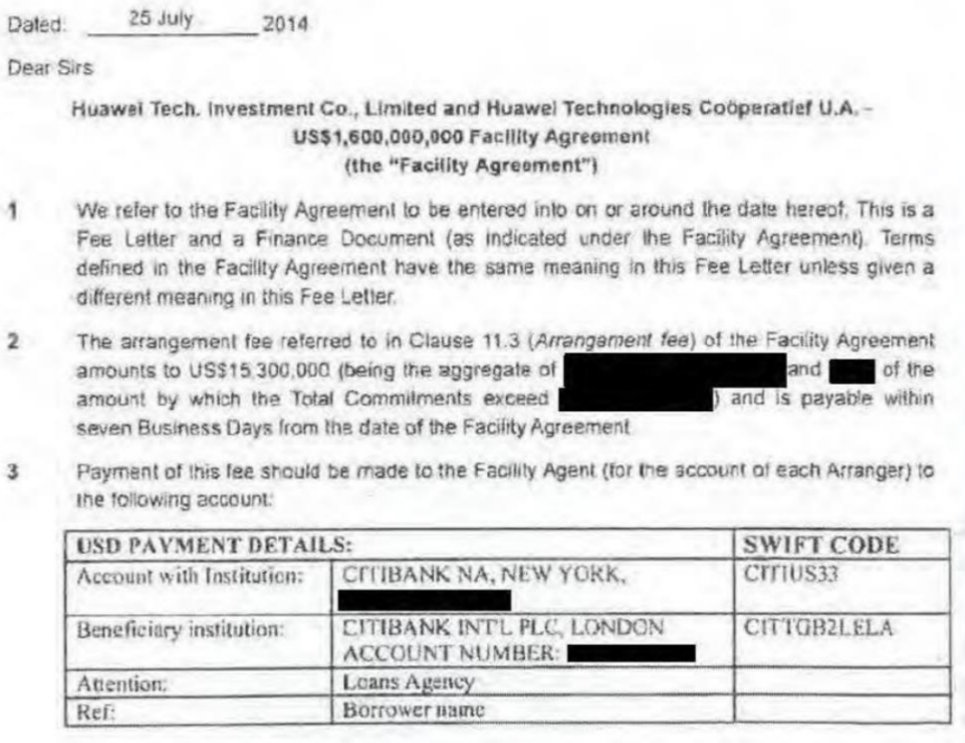 Dated: 25 July 2014
Dear Sirs
Huawei Tech. Investment Co., Limited and Huawei Technologies Coöperatief U.A. –
US$1,600,000,000 Facility Agreement
(the "Facility Agreement")
1 We refer to the Facility Agreement to be entered into on or around the date hereof. This is a
Fee Letter and a Finance Document (as indicated under the Facility Agreement). Terms
defined in the Facility Agreement have the same meaning in this Fee Letter unless given a
different meaning in this Fee Letter.
2 The arrangement fee referred to in Clause 11.3 (Arrangement fee) of the Facility Agreement
amounts to US$15,300,000 (being the aggregate of and of the
amount by which the Total Commitments exceed ) and is payable within
seven Business Days from the date of the Facility Agreement
3 Payment of this fee should be made to the Facility Agent (for the account of each Arranger) to
the following account:
USD PAYMENT DETAILS: SWIFT CODE
Account with Institution: CITIBANK NA, NEW YORK, CITIUS33
Beneficiary institution: CITIBANK INT'L PLC, LONDON CITTGB2LELA
ACCOUNT NUMBER:
Attention: Loans Agency
Ref: Borrower name